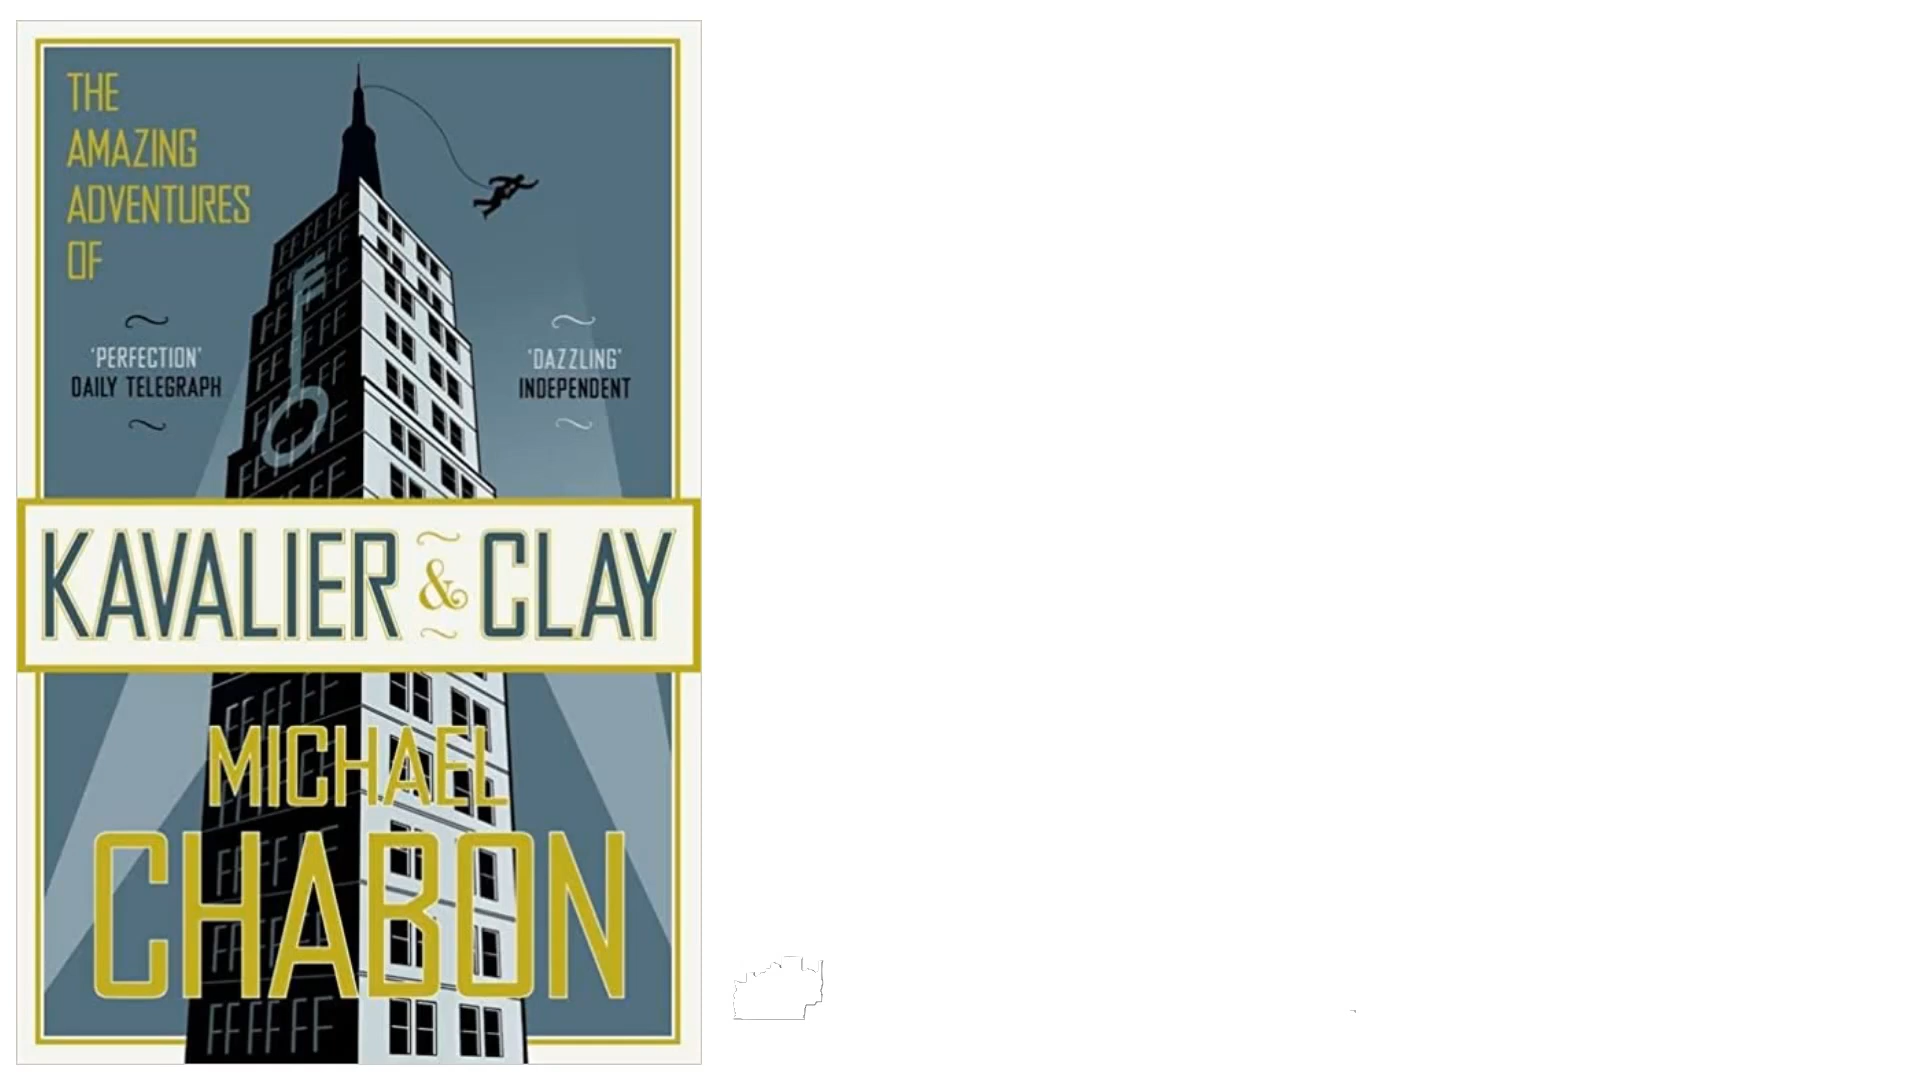 THE
AMAZING
ADVENTURES
OF
'PERFECTION'
DAILY TELEGRAPH
'DAZZLING'
INDEPENDENT
KAVALIER & CLAY
MICHAEL
CHABON